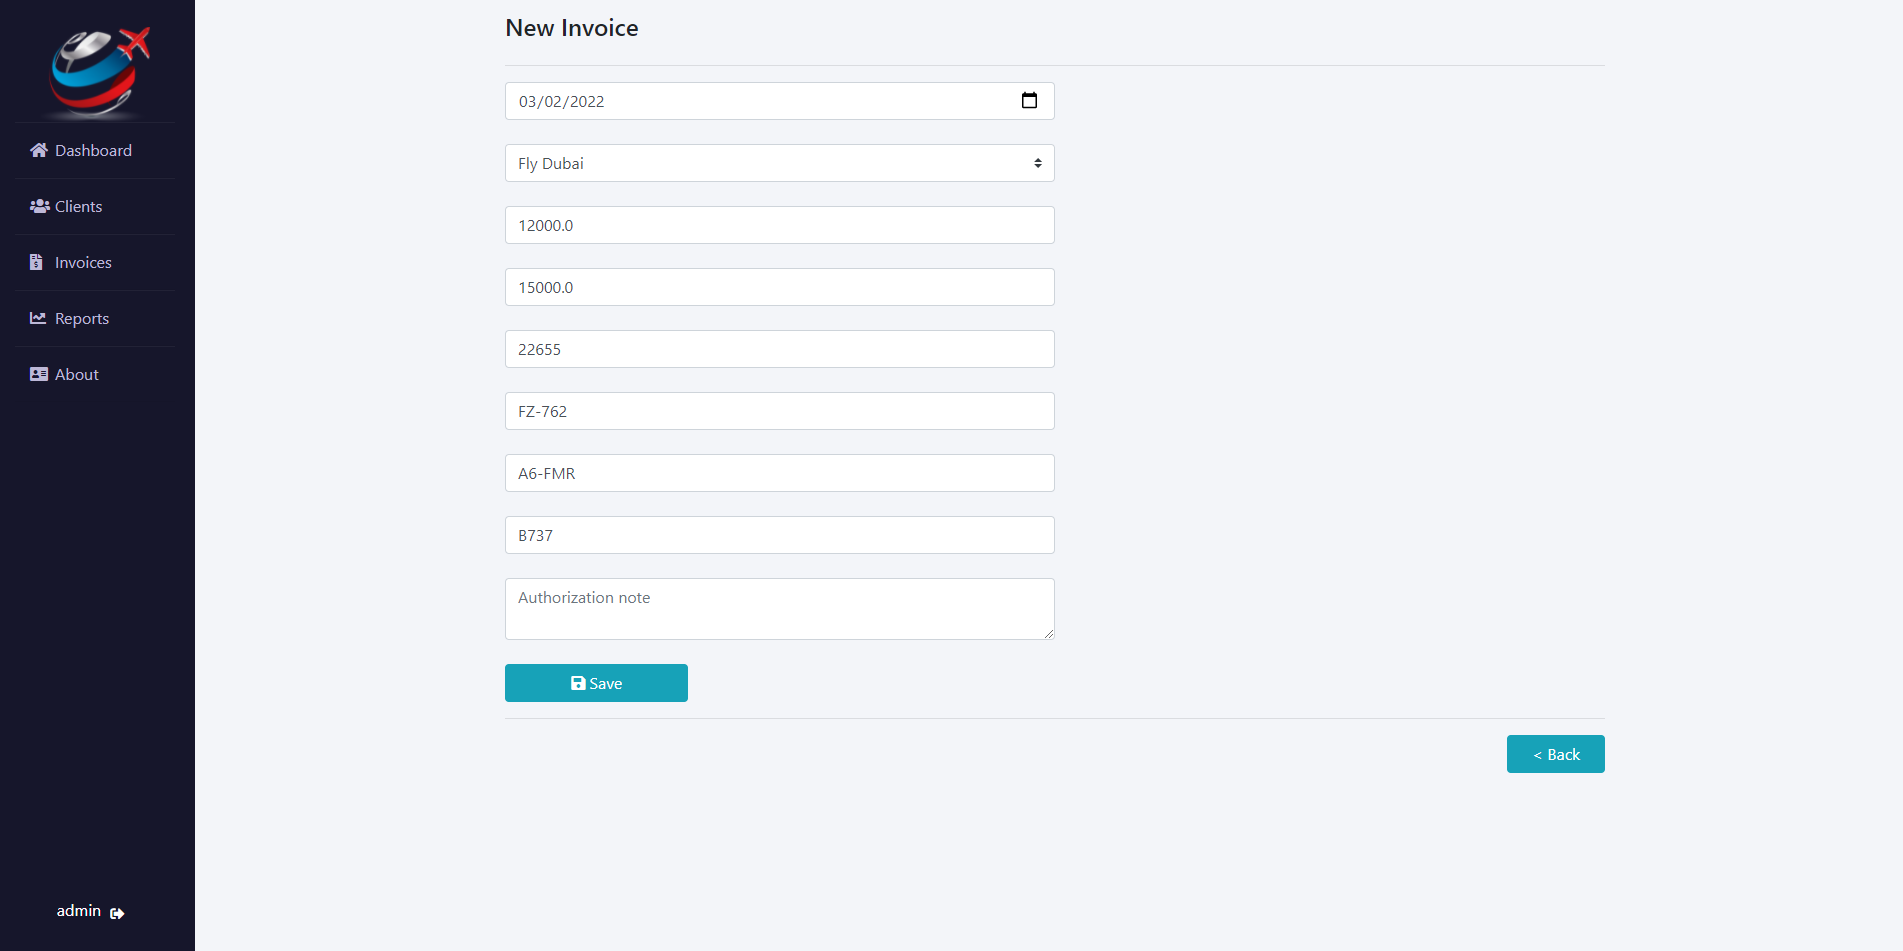 Dashboard
Clients
Invoices
Reports
About
admin
New Invoice
03/02/2022
Fly Dubai
12000.0
15000.0
22655
FZ-762
A6-FMR
B737
Authorization note
Save
< Back